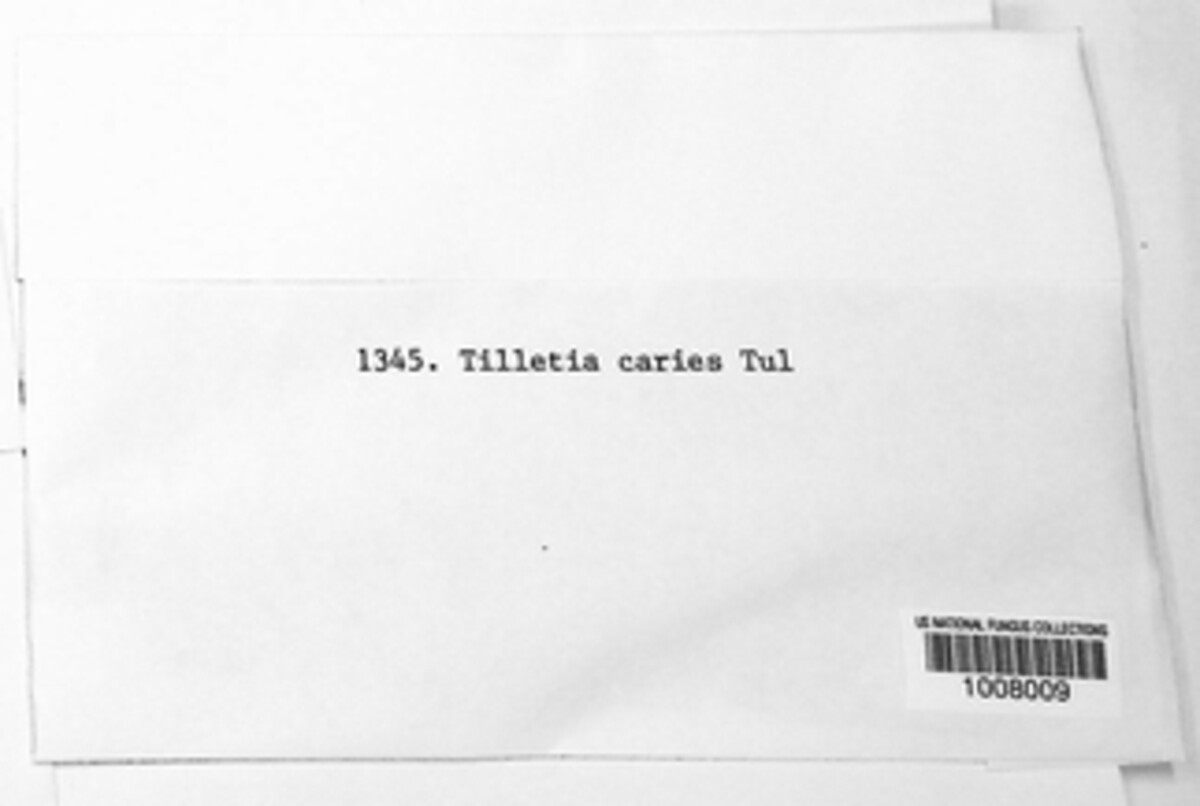 1345. Tilletia caries Tul
US NATIONAL FUNGUS COLLECTIONS
1008009